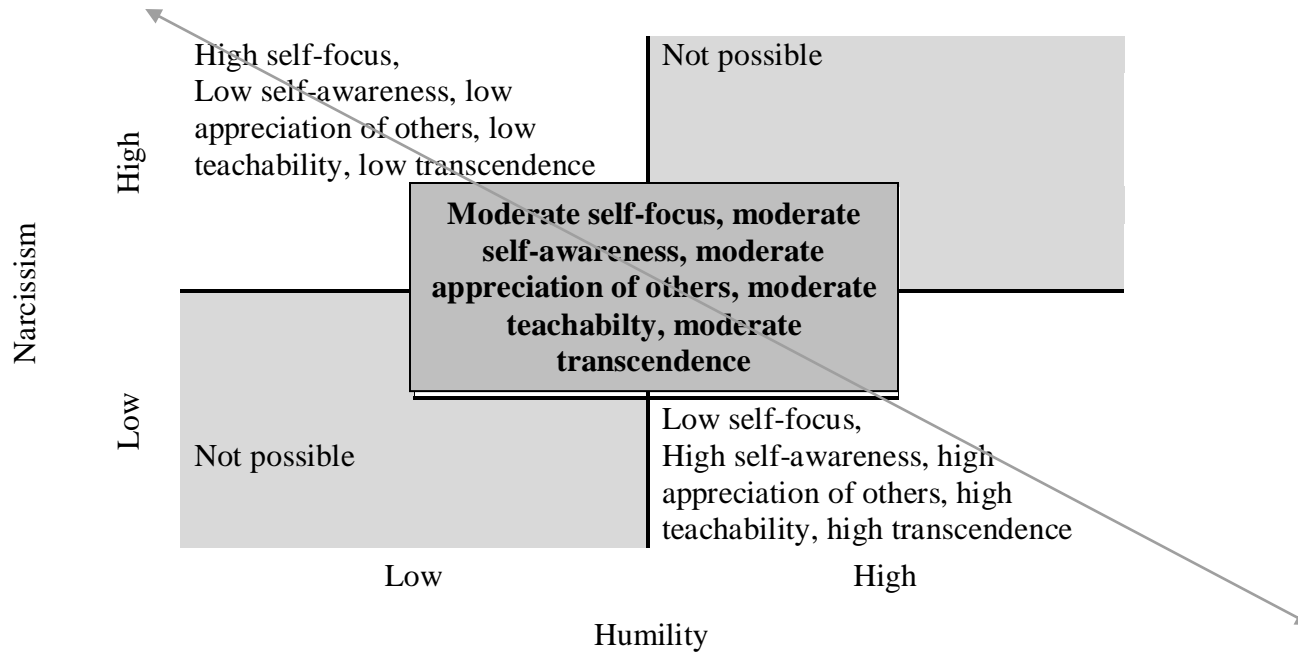 High self-focus,
Low self-awareness, low
appreciation of others, low
teachability, low transcendence
Not possible
High
Moderate self-focus, moderate
self-awareness, moderate
appreciation of others, moderate
teachabilty, moderate
transcendence
Narcissism
Low
Not possible
Low self-focus,
High self-awareness, high
appreciation of others, high
teachability, high transcendence
Low
High
Humility